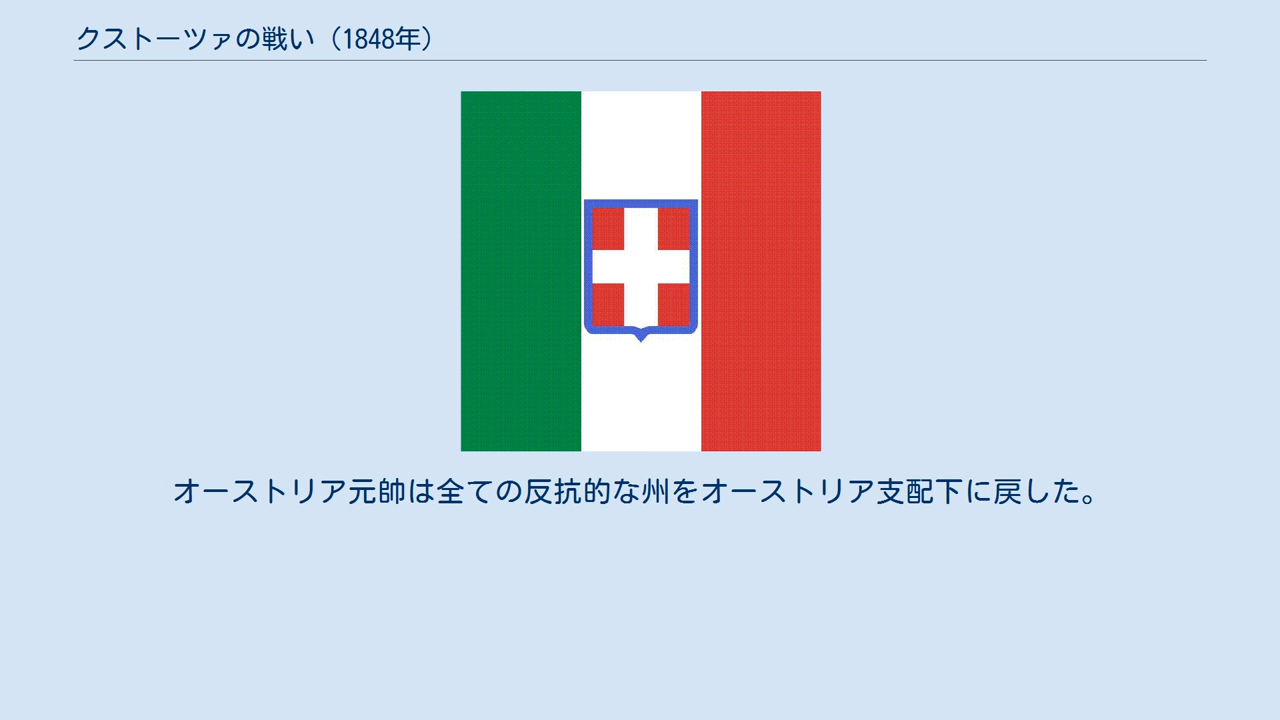 クストーツァの戦い（1848年）
オーストリア元帥は全ての反抗的な州をオーストリア支配下に戻した。